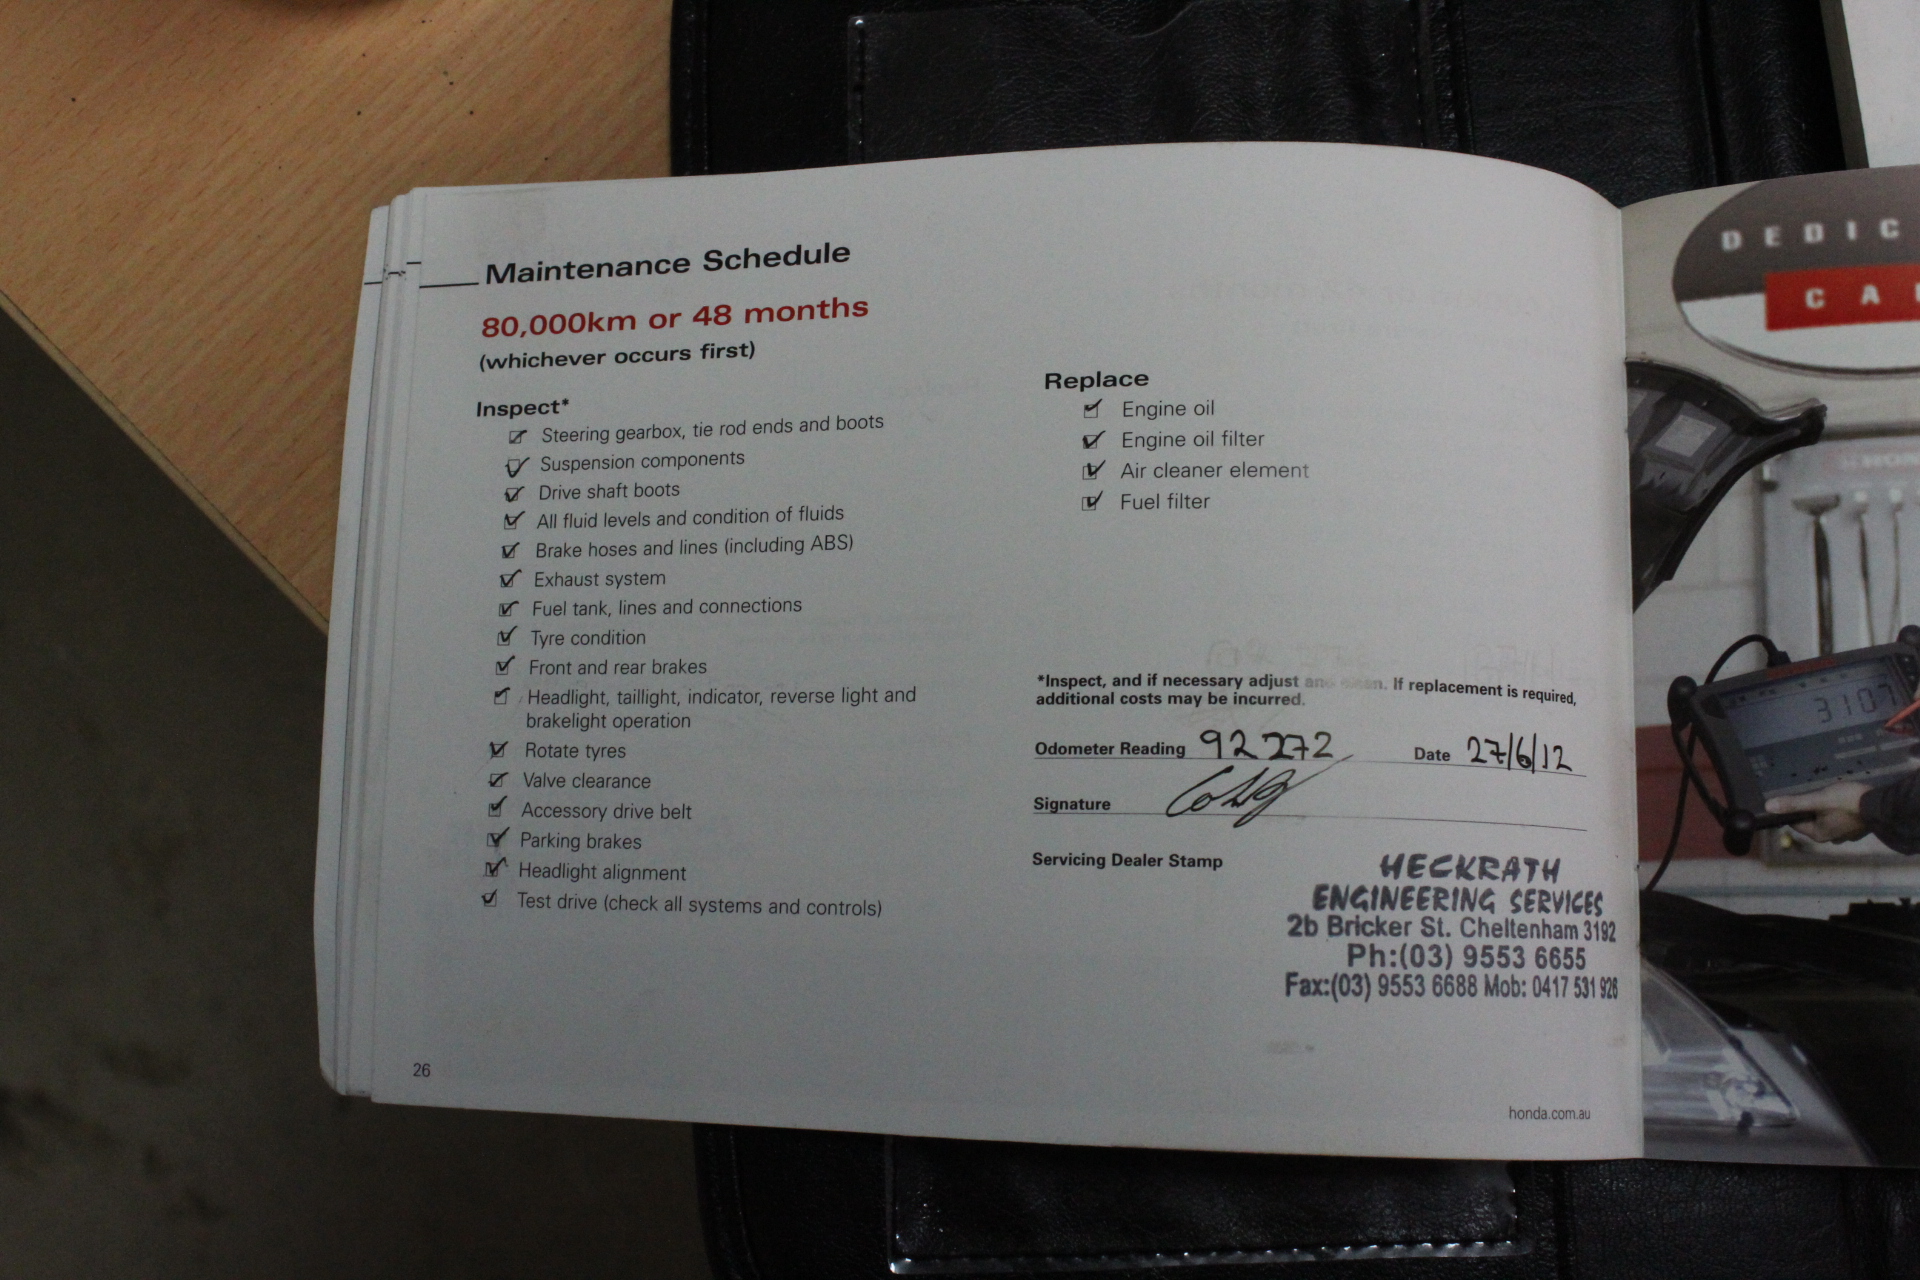 Maintenance Schedule
80,000km or 48 months
(whichever occurs first)
Inspect*
Steering gearbox, tie rod ends and boots
Suspension components
Drive shaft boots
All fluid levels and condition of fluids
Brake hoses and lines (including ABS)
Exhaust system
Fuel tank, lines and connections
Tyre condition
Front and rear brakes
Headlight, taillight, indicator, reverse light and
brakelight operation
Rotate tyres
Valve clearance
Accessory drive belt
Parking brakes
Headlight alignment
Test drive (check all systems and controls)
26
Replace
Engine oil
Engine oil filter
Air cleaner element
Fuel filter
*Inspect, and if necessary adjust and clean. If replacement is required,
additional costs may be incurred.
Odometer Reading 92 272 Date 27/6/12
Signature
Servicing Dealer Stamp
HECKRATH
ENGINEERING SERVICES
2b Bricker St. Cheltenham 3192
Ph:(03) 9553 6655
Fax:(03) 9553 6688 Mob: 0417 531 926
honda.com.au
DEDIC
CA
3107